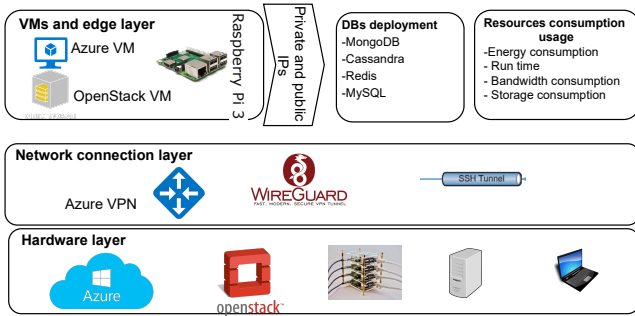 VMs and edge layer
Azure VM
OpenStack VM
Raspberry Pi 3
Private and public
IPs
DBs deployment
-MongoDB
-Cassandra
-Redis
-MySQL
Resources consumption
usage
-Energy consumption
- Run time
- Bandwidth consumption
- Storage consumption
Network connection layer
Azure VPN
WIREGUARD
FAST, MODERN, SECURE VPN TUNNEL
SSH Tunnel
Hardware layer
Azure
openstack